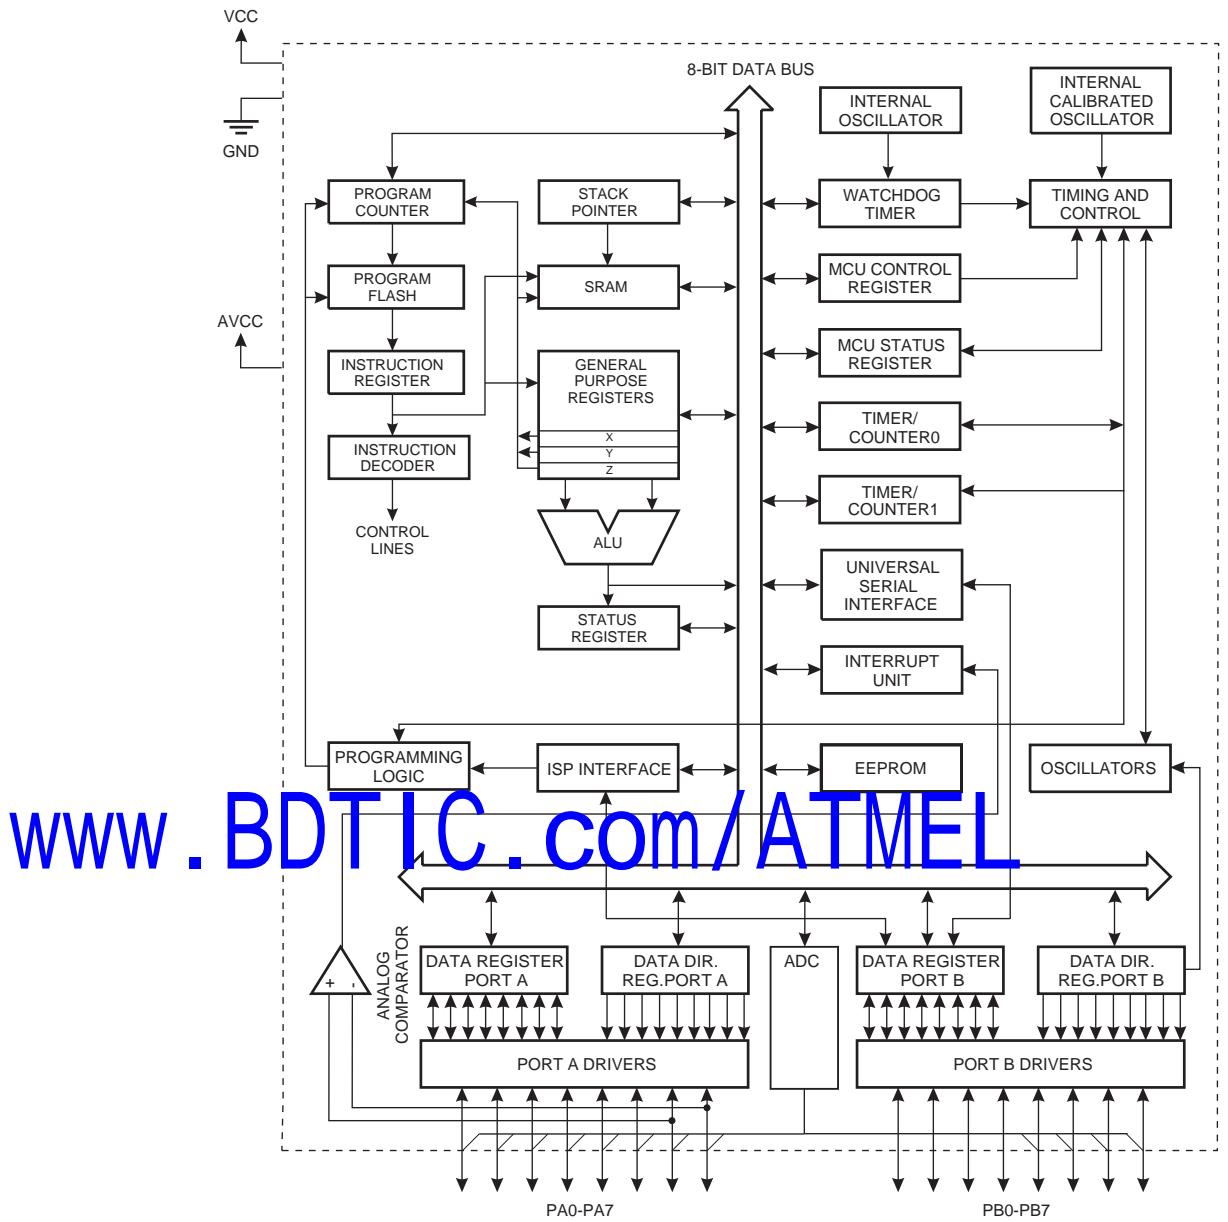 VCC
8-BIT DATA BUS
INTERNAL
OSCILLATOR
INTERNAL
CALIBRATED
OSCILLATOR
GND
PROGRAM
COUNTER
STACK
POINTER
WATCHDOG
TIMER
TIMING AND
CONTROL
PROGRAM
FLASH
SRAM
MCU CONTROL
REGISTER
AVCC
INSTRUCTION
REGISTER
GENERAL
PURPOSE
REGISTERS
X
Y
Z
MCU STATUS
REGISTER
TIMER/
COUNTER0
INSTRUCTION
DECODER
TIMER/
COUNTER1
CONTROL
LINES
ALU
UNIVERSAL
SERIAL
INTERFACE
STATUS
REGISTER
INTERRUPT
UNIT
PROGRAMMING
LOGIC
ISP INTERFACE
EEPROM
OSCILLATORS
www.BDTIC.com/ATMEL
ANALOG
COMPARATOR
+
-
DATA REGISTER
PORT A
DATA DIR.
REG.PORT A
ADC
DATA REGISTER
PORT B
DATA DIR.
REG.PORT B
PORT A DRIVERS
PORT B DRIVERS
PA0-PA7
PB0-PB7